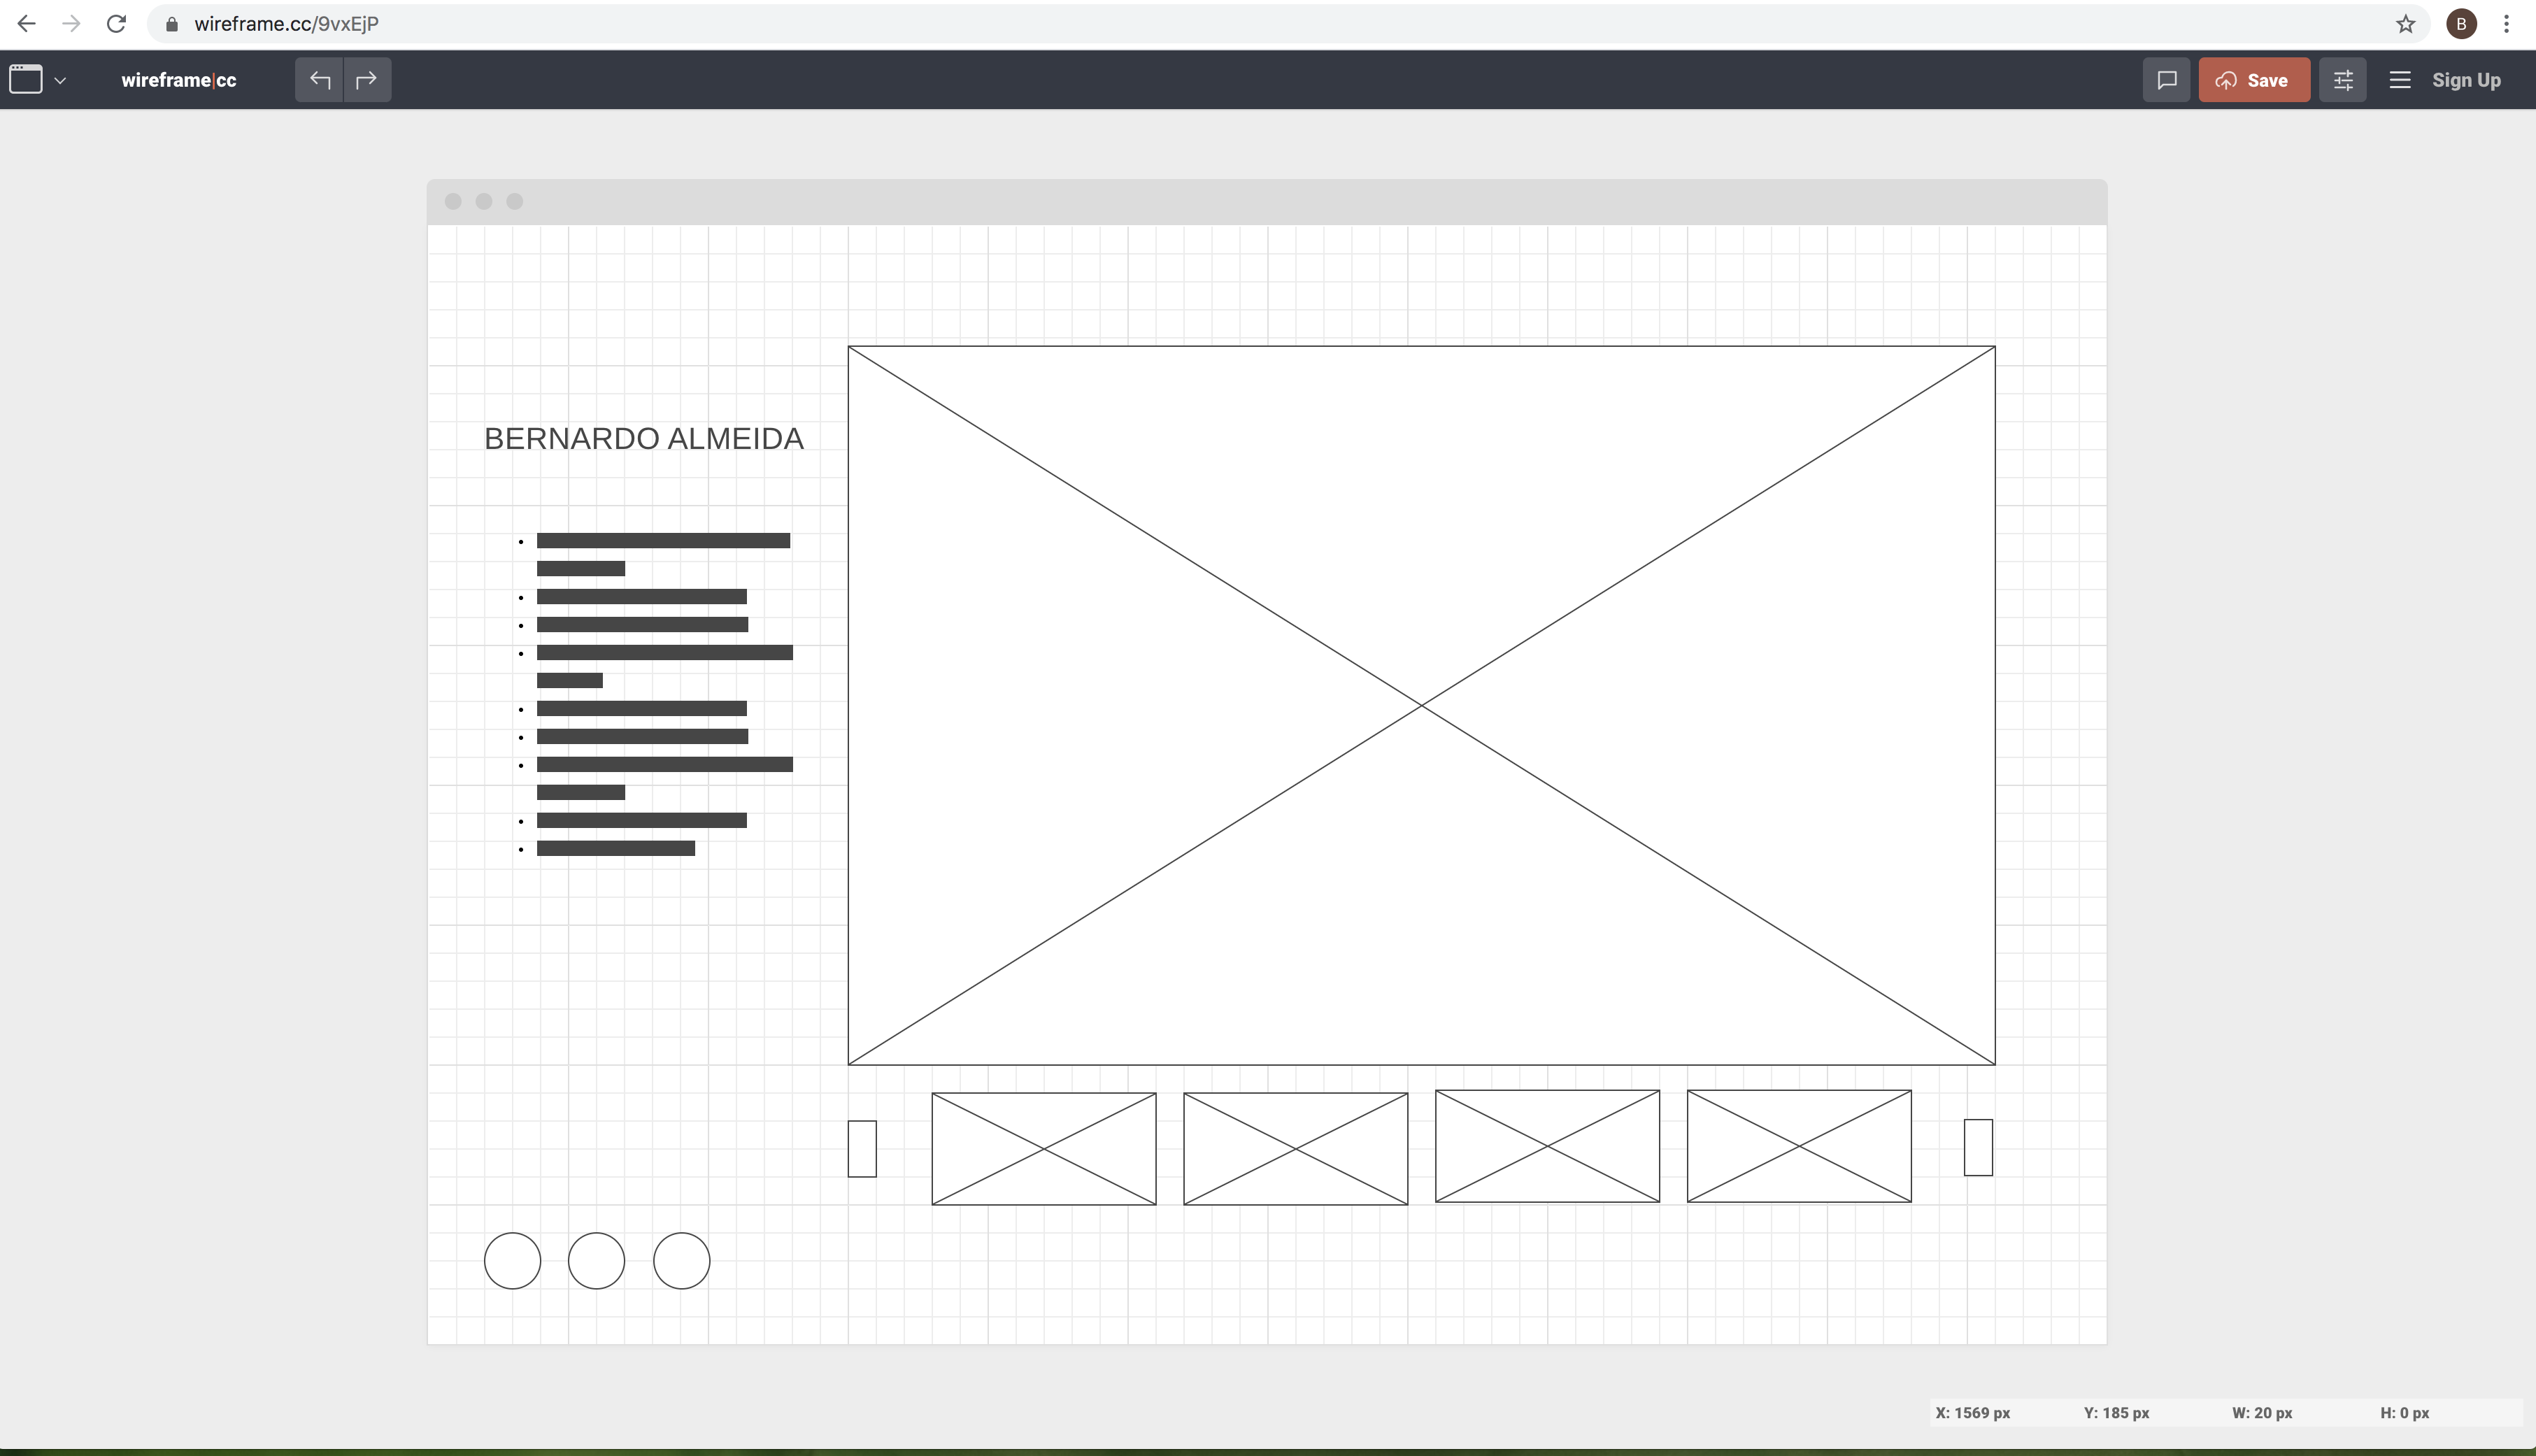 wireframe.cc/9vxEjP
B
wireframe|cc
Save
Sign Up
BERNARDO ALMEIDA
X: 1569 px Y: 185 px W: 20 px H: 0 px